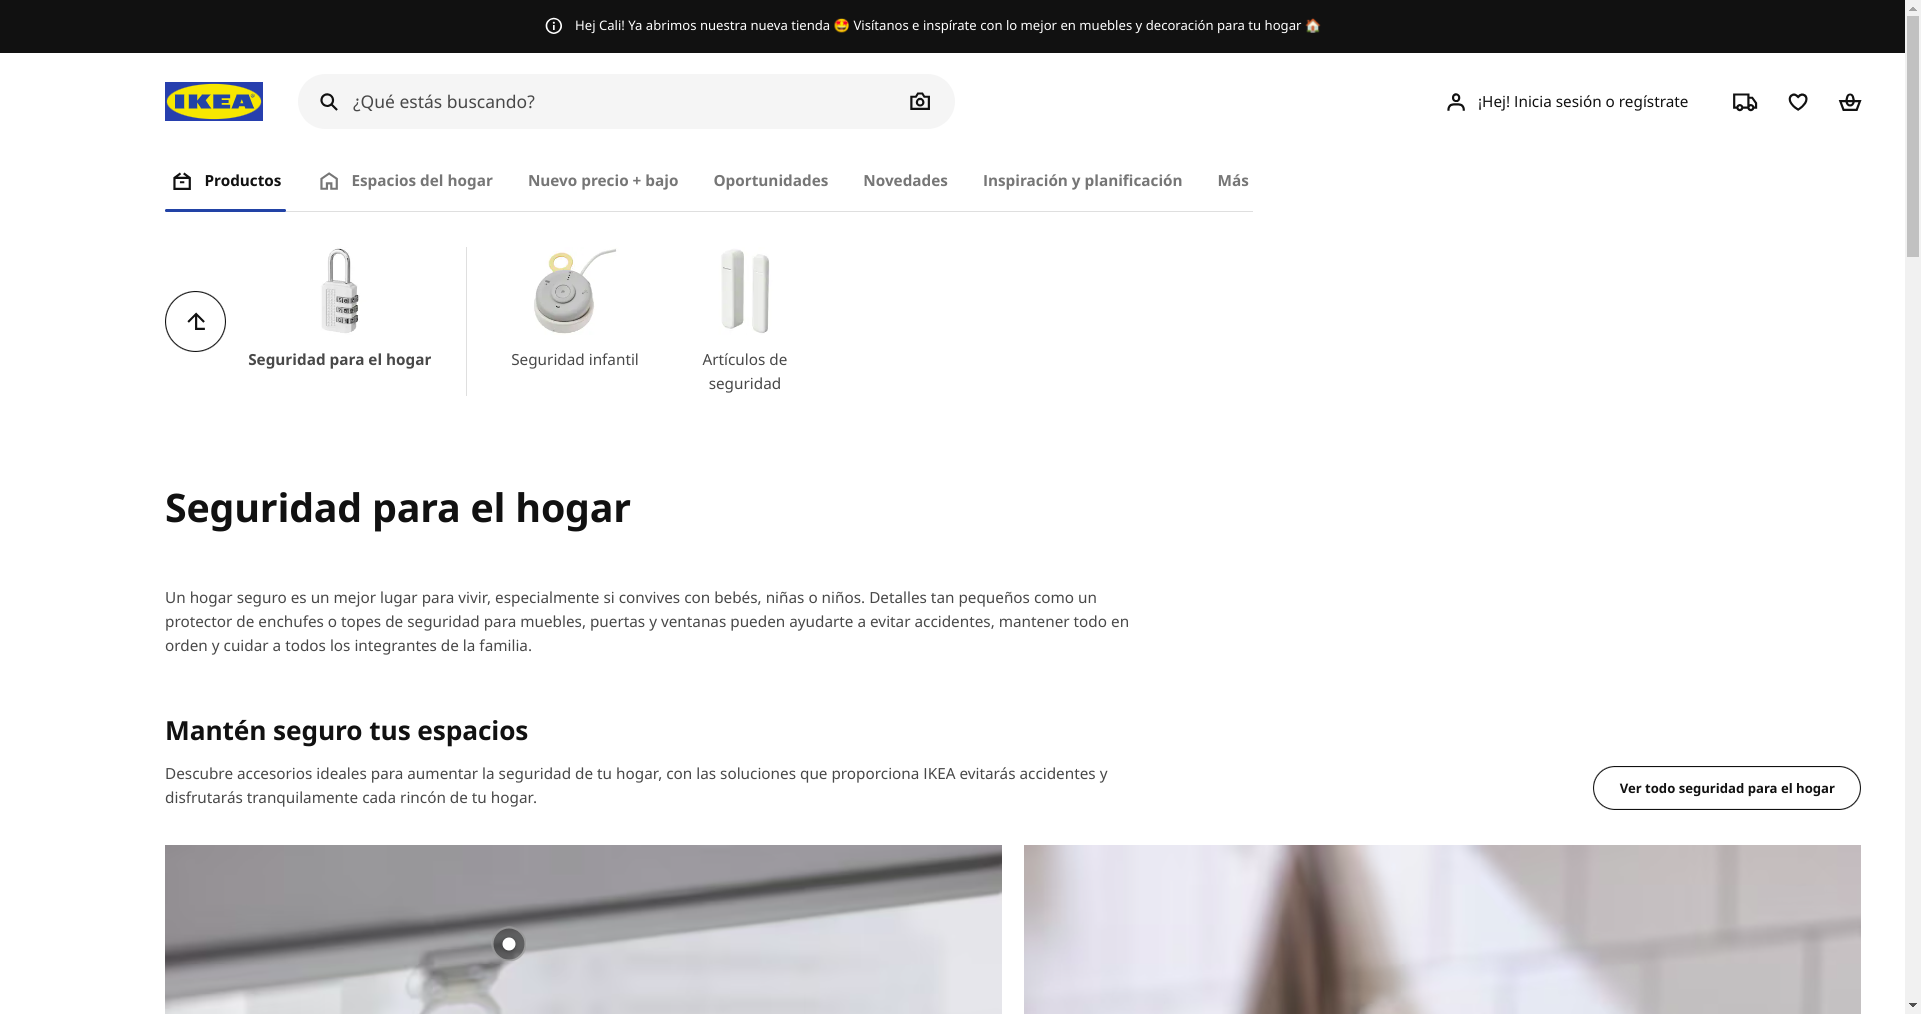 Hej Cali! Ya abrimos nuestra nueva tienda 🤩 Visítanos e inspírate con lo mejor en muebles y decoración para tu hogar 🏠
IKEA
¿Qué estás buscando?
¡Hej! Inicia sesión o regístrate
Productos
Espacios del hogar
Nuevo precio + bajo
Oportunidades
Novedades
Inspiración y planificación
Más
Seguridad para el hogar
Seguridad infantil
Artículos de
seguridad
Seguridad para el hogar
Un hogar seguro es un mejor lugar para vivir, especialmente si convives con bebés, niñas o niños. Detalles tan pequeños como un
protector de enchufes o topes de seguridad para muebles, puertas y ventanas pueden ayudarte a evitar accidentes, mantener todo en
orden y cuidar a todos los integrantes de la familia.
Mantén seguro tus espacios
Descubre accesorios ideales para aumentar la seguridad de tu hogar, con las soluciones que proporciona IKEA evitarás accidentes y
disfrutarás tranquilamente cada rincón de tu hogar.
Ver todo seguridad para el hogar